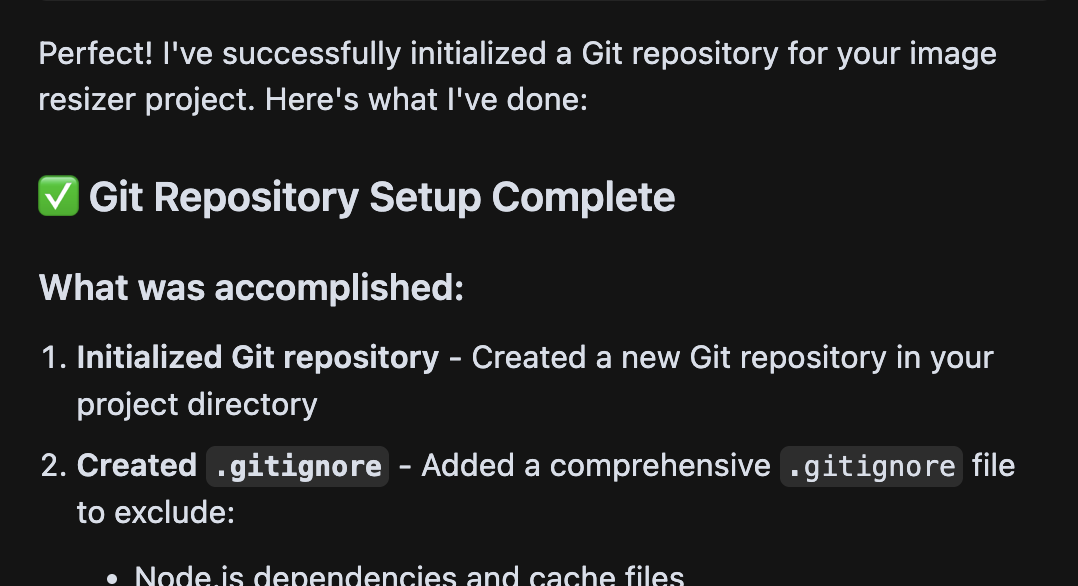 Perfect! I've successfully initialized a Git repository for your image
resizer project. Here's what I've done:
✅ Git Repository Setup Complete
What was accomplished:
1. Initialized Git repository - Created a new Git repository in your
project directory
2. Created .gitignore - Added a comprehensive .gitignore file
to exclude:
• Node.js dependencies and cache files